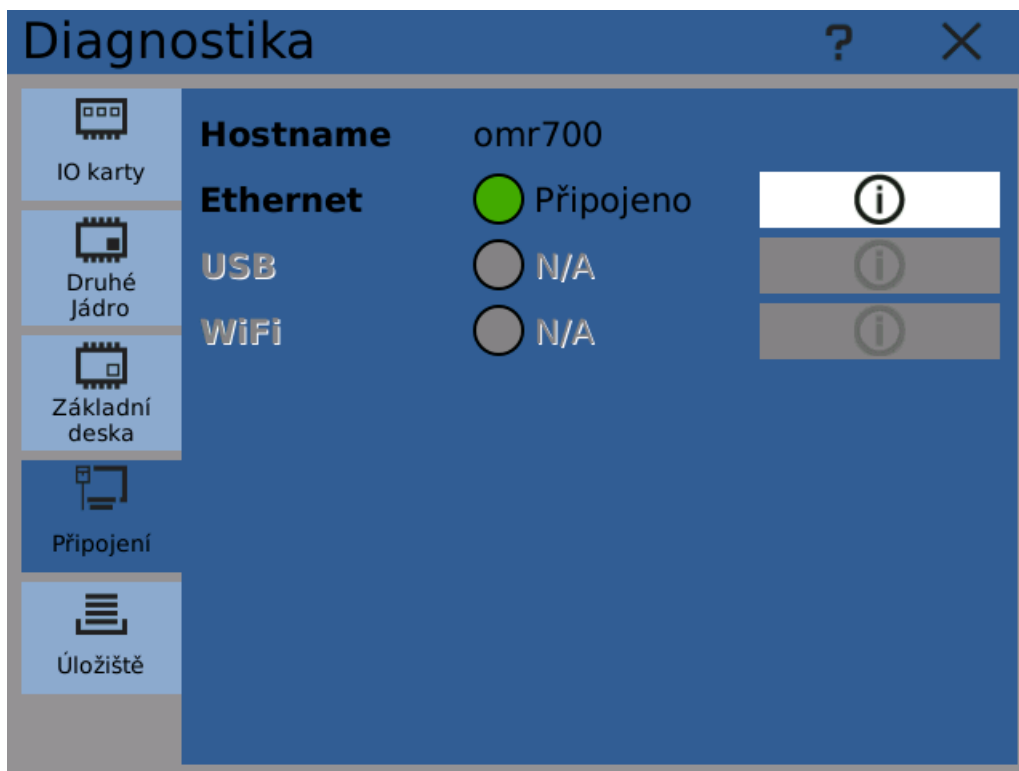 Diagnostika ?
IO karty
Druhé
Jádro
Základní
deska
Připojení
Úložiště
Hostname omr700
Ethernet Připojeno
USB N/A
WiFi N/A